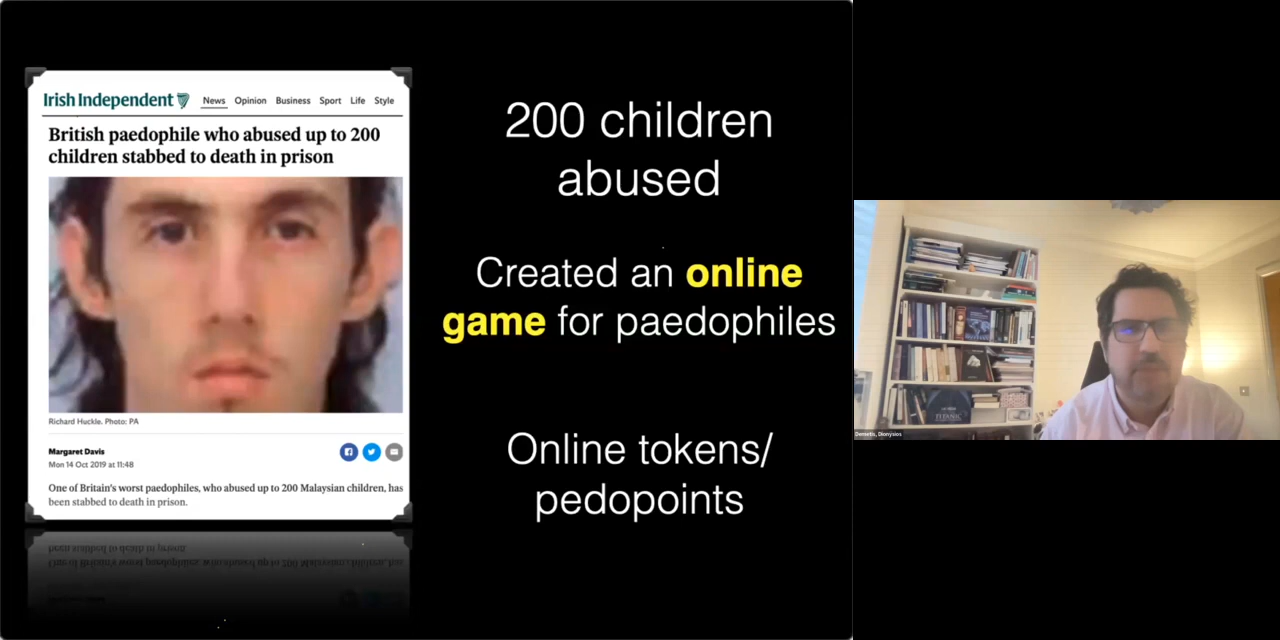 Irish Independent
News Opinion Business Sport Life Style
British paedophile who abused up to 200
children stabbed to death in prison
Richard Huckle. Photo: PA
Margaret Davis
Mon 14 Oct 2019 at 11:48
One of Britain's worst paedophiles, who abused up to 200 Malaysian children, has
been stabbed to death in prison.
200 children
abused
Created an online
game for paedophiles
Online tokens/
pedopoints
TITANIC
Demetis, Dionysios